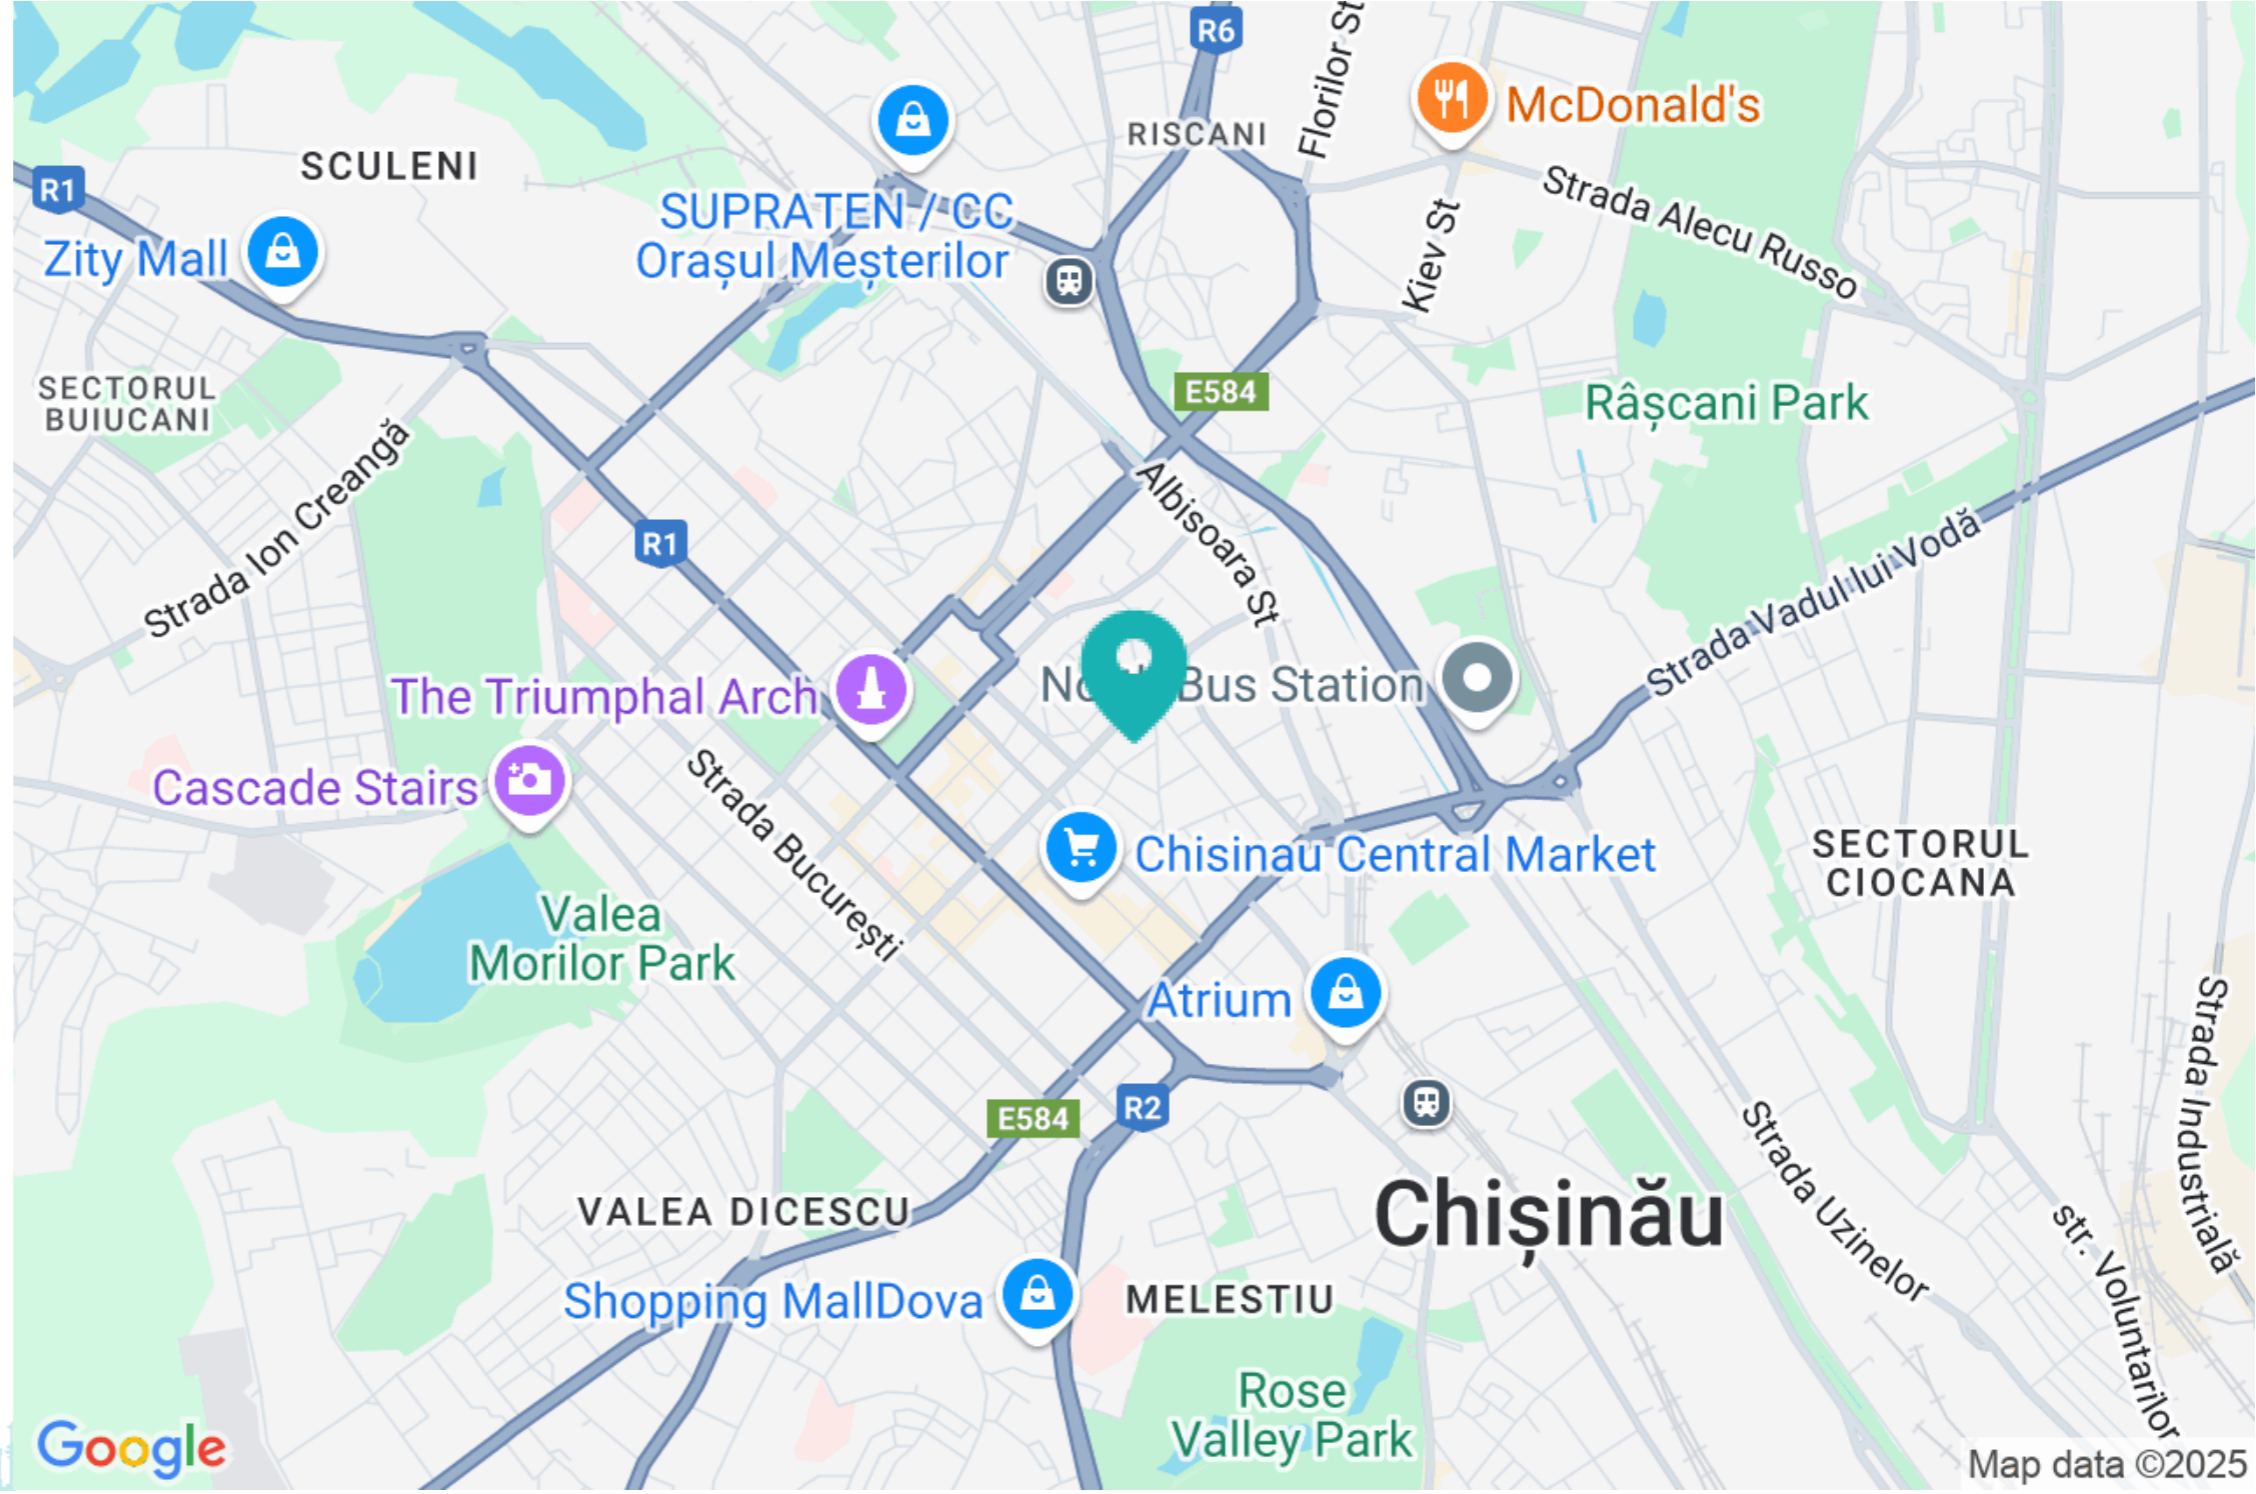 R6
Florilor St
McDonald's
RISCANI
SCULENI
R1
Strada Alecu Russo
SUPRATEN / CC
Orașul Meșterilor
Zity Mall
Kiev St
SECTORUL
BUIUCANI
E584
Râșcani Park
Strada Ion Creangă
R1
Albisoara St
Strada Vadul lui Vodă
Bus Station
The Triumphal Arch
Cascade Stairs
Strada București
Chisinau Central Market
SECTORUL
CIOCANA
Valea
Morilor Park
Atrium
Strada Industrială
E584
R2
Strada Uzinelor
VALEA DICESCU
Chișinău
str. Voluntarilor
Shopping MallDova
MELESTIU
Rose
Valley Park
Google
Map data ©2025